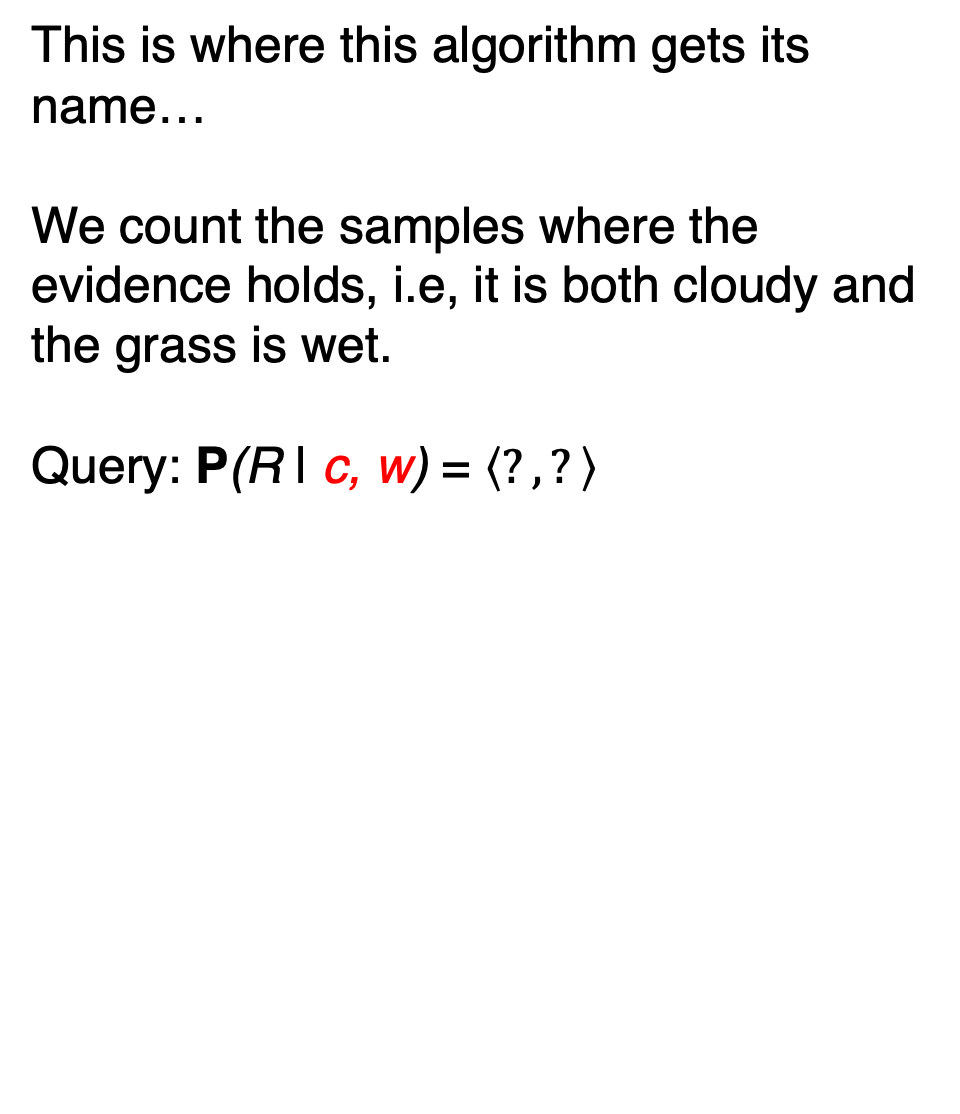 This is where this algorithm gets its
name…
We count the samples where the
evidence holds, i.e, it is both cloudy and
the grass is wet.
Query: P(R | c, w) = ⟨? ,? ⟩